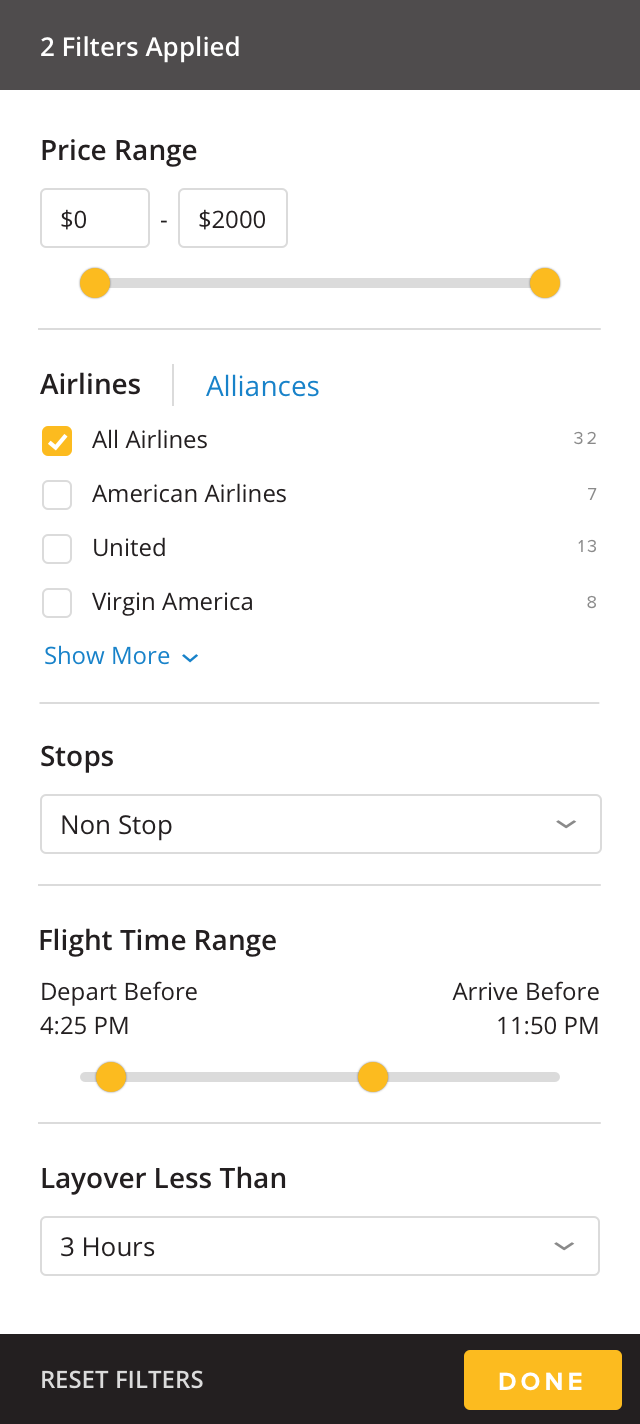 2 Filters Applied
Price Range
$0 - $2000
Airlines Alliances
All Airlines 32
American Airlines 7
United 13
Virgin America 8
Show More
Stops
Non Stop
Flight Time Range
Depart Before Arrive Before
4:25 PM 11:50 PM
Layover Less Than
3 Hours
RESET FILTERS DONE